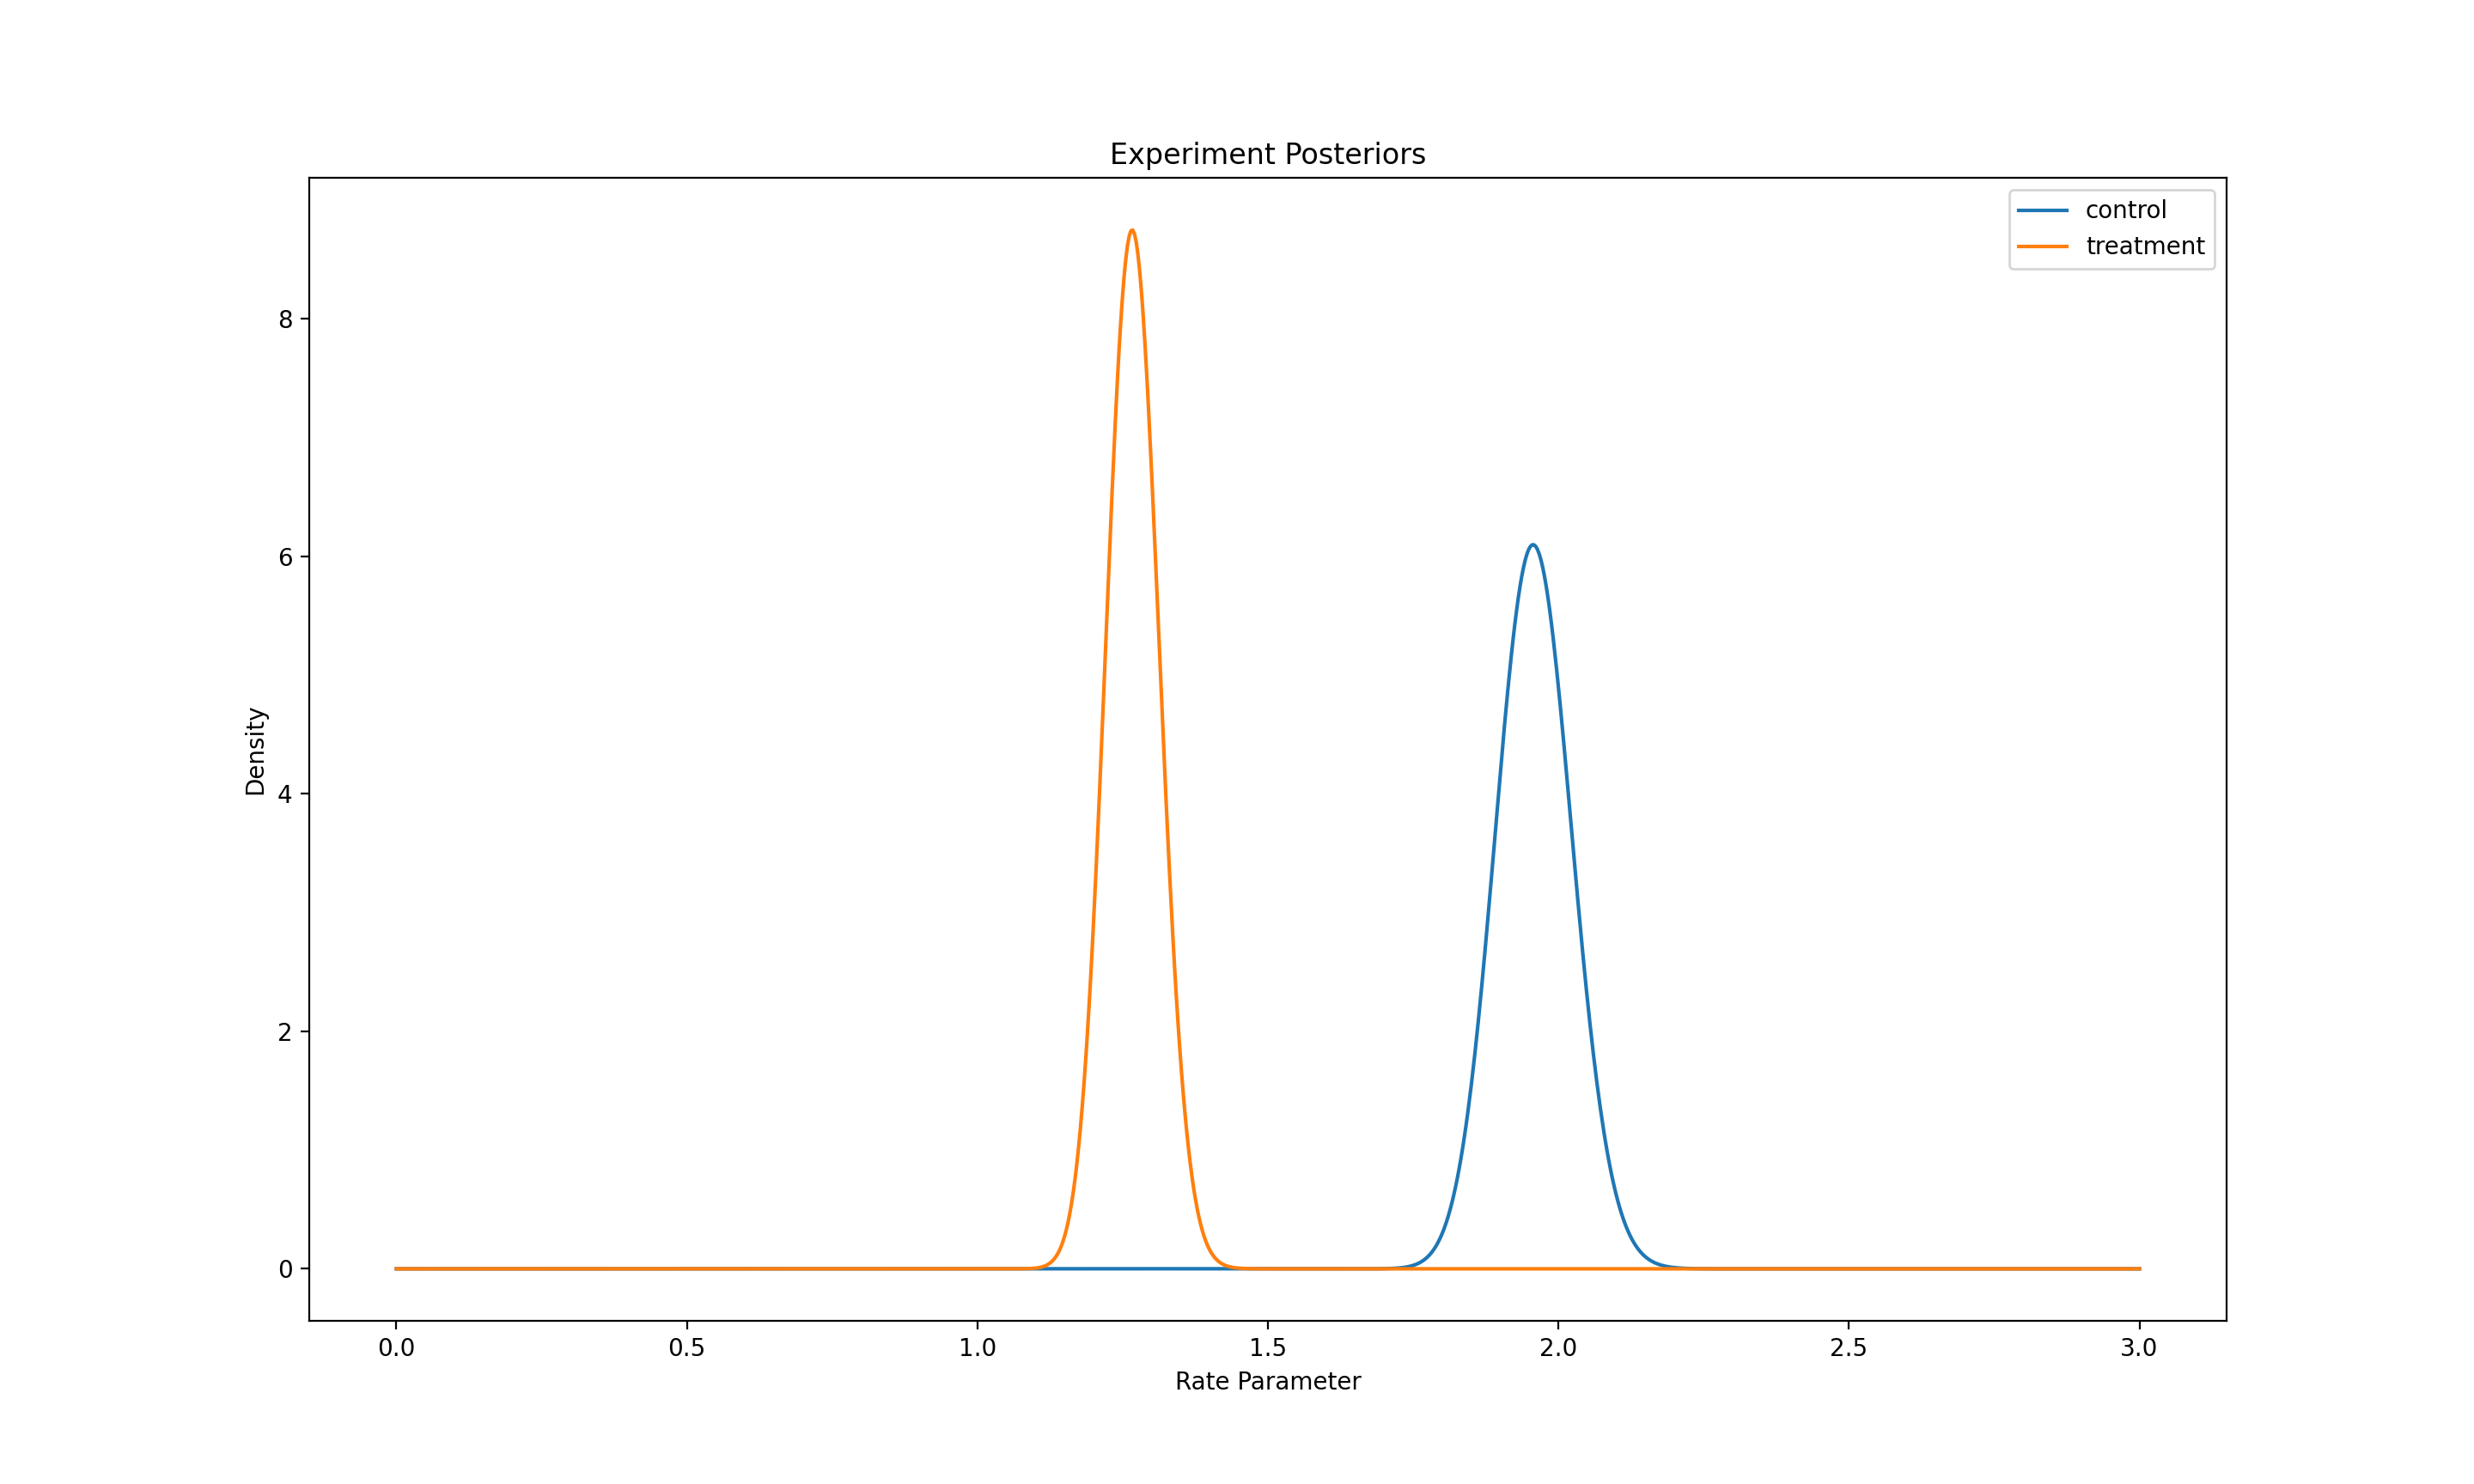 Experiment Posteriors
control
treatment
8
6
4
2
0
Density
0.0 0.5 1.0 1.5 2.0 2.5 3.0
Rate Parameter